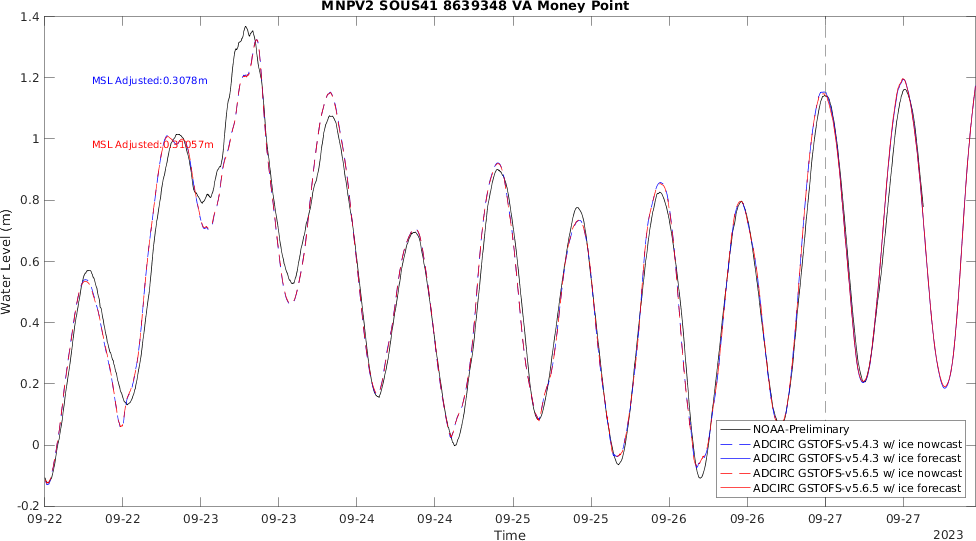 MNPV2 SOUS41 8639348 VA Money Point
1.4
1.2
1
0.8
0.6
0.4
0.2
0
-0.2
Water Level (m)
MSL Adjusted:0.3078m
MSL Adjusted:0.31057m
NOAA-Preliminary
ADCIRC GSTOFS-v5.4.3 w/ ice nowcast
ADCIRC GSTOFS-v5.4.3 w/ ice forecast
ADCIRC GSTOFS-v5.6.5 w/ ice nowcast
ADCIRC GSTOFS-v5.6.5 w/ ice forecast
09-22 09-22 09-23 09-23 09-24 09-24 09-25 09-25 09-26 09-26 09-27 09-27
Time
2023